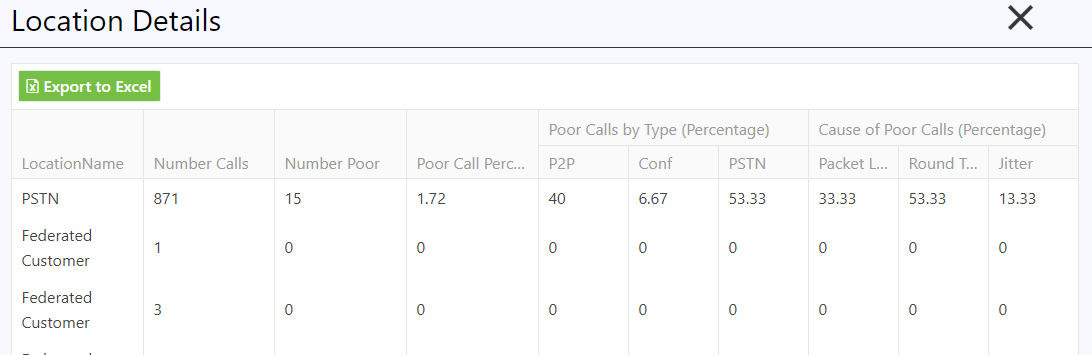 Location Details
Export to Excel
Poor Calls by Type (Percentage) Cause of Poor Calls (Percentage)
LocationName Number Calls Number Poor Poor Call Perc... P2P Conf PSTN Packet L... Round T... Jitter
PSTN 871 15 1.72 40 6.67 53.33 33.33 53.33 13.33
Federated
Customer 1 0 0 0 0 0 0 0 0
Federated
Customer 3 0 0 0 0 0 0 0 0